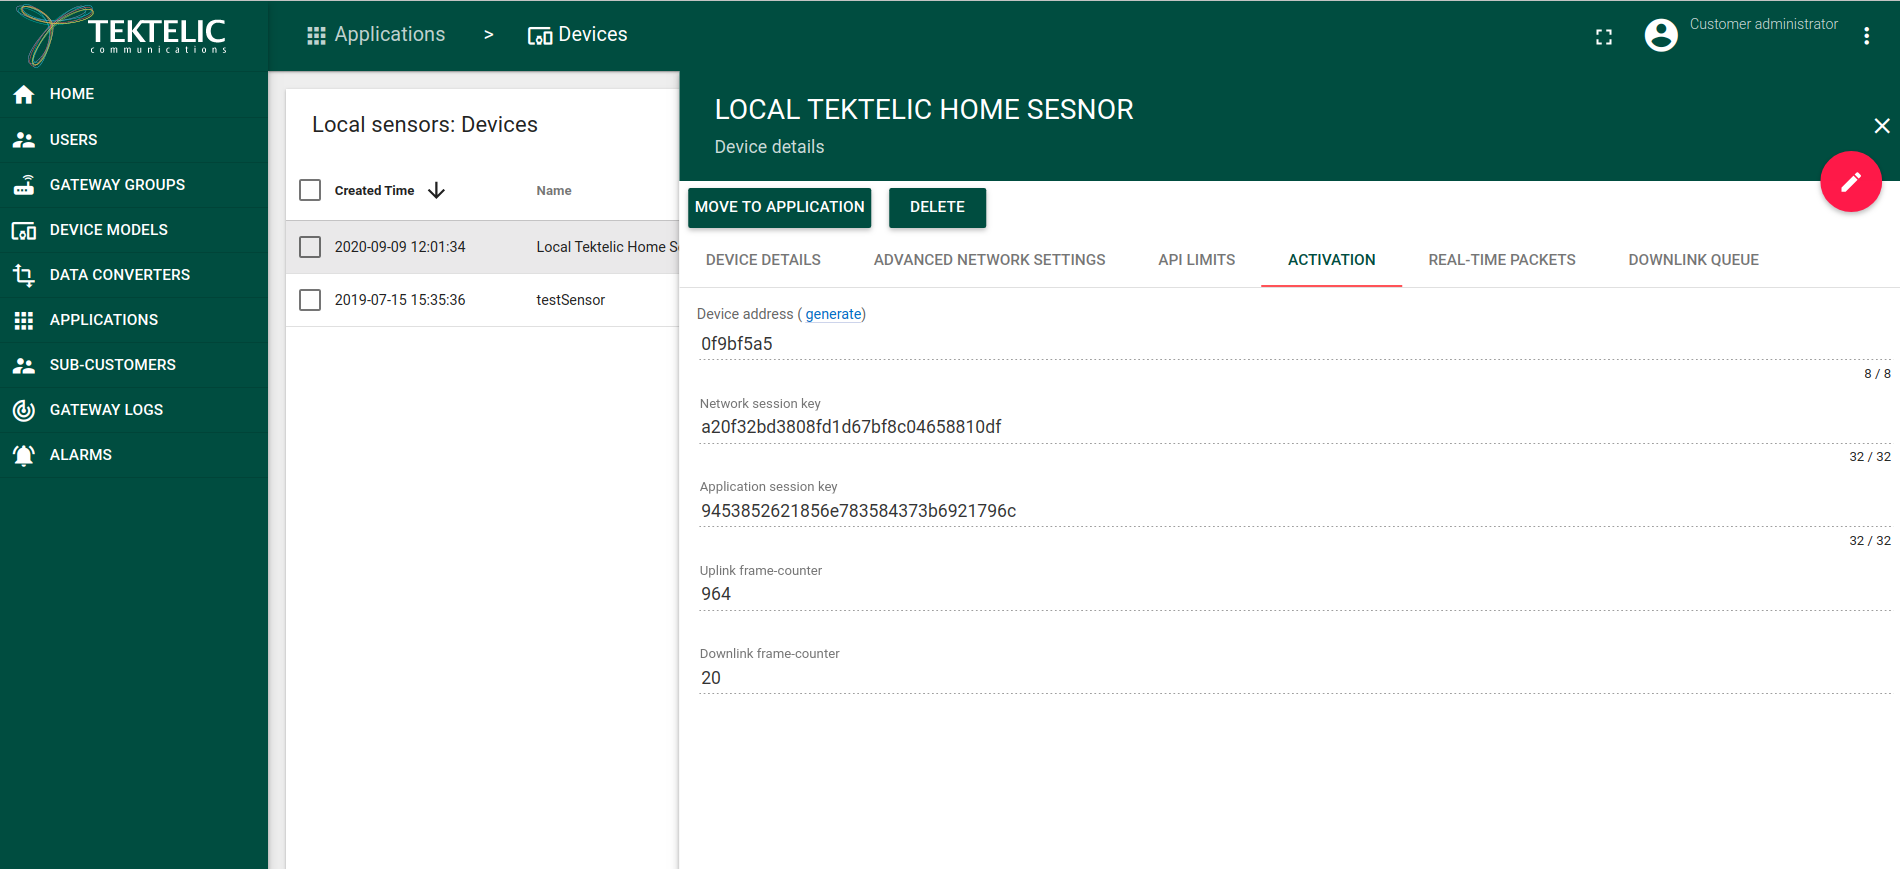 TEKTELIC
communications
Applications > Devices
Customer administrator
HOME
USERS
GATEWAY GROUPS
DEVICE MODELS
DATA CONVERTERS
APPLICATIONS
SUB-CUSTOMERS
GATEWAY LOGS
ALARMS
Local sensors: Devices
Created Time Name
2020-09-09 12:01:34 Local Tektelic Home S
2019-07-15 15:35:36 testSensor
LOCAL TEKTELIC HOME SESNOR
Device details
MOVE TO APPLICATION DELETE
DEVICE DETAILS ADVANCED NETWORK SETTINGS API LIMITS ACTIVATION REAL-TIME PACKETS DOWNLINK QUEUE
Device address ( generate)
0f9bf5a5
8 / 8
Network session key
a20f32bd3808fd1d67bf8c04658810df
32 / 32
Application session key
9453852621856e783584373b6921796c
32 / 32
Uplink frame-counter
964
Downlink frame-counter
20